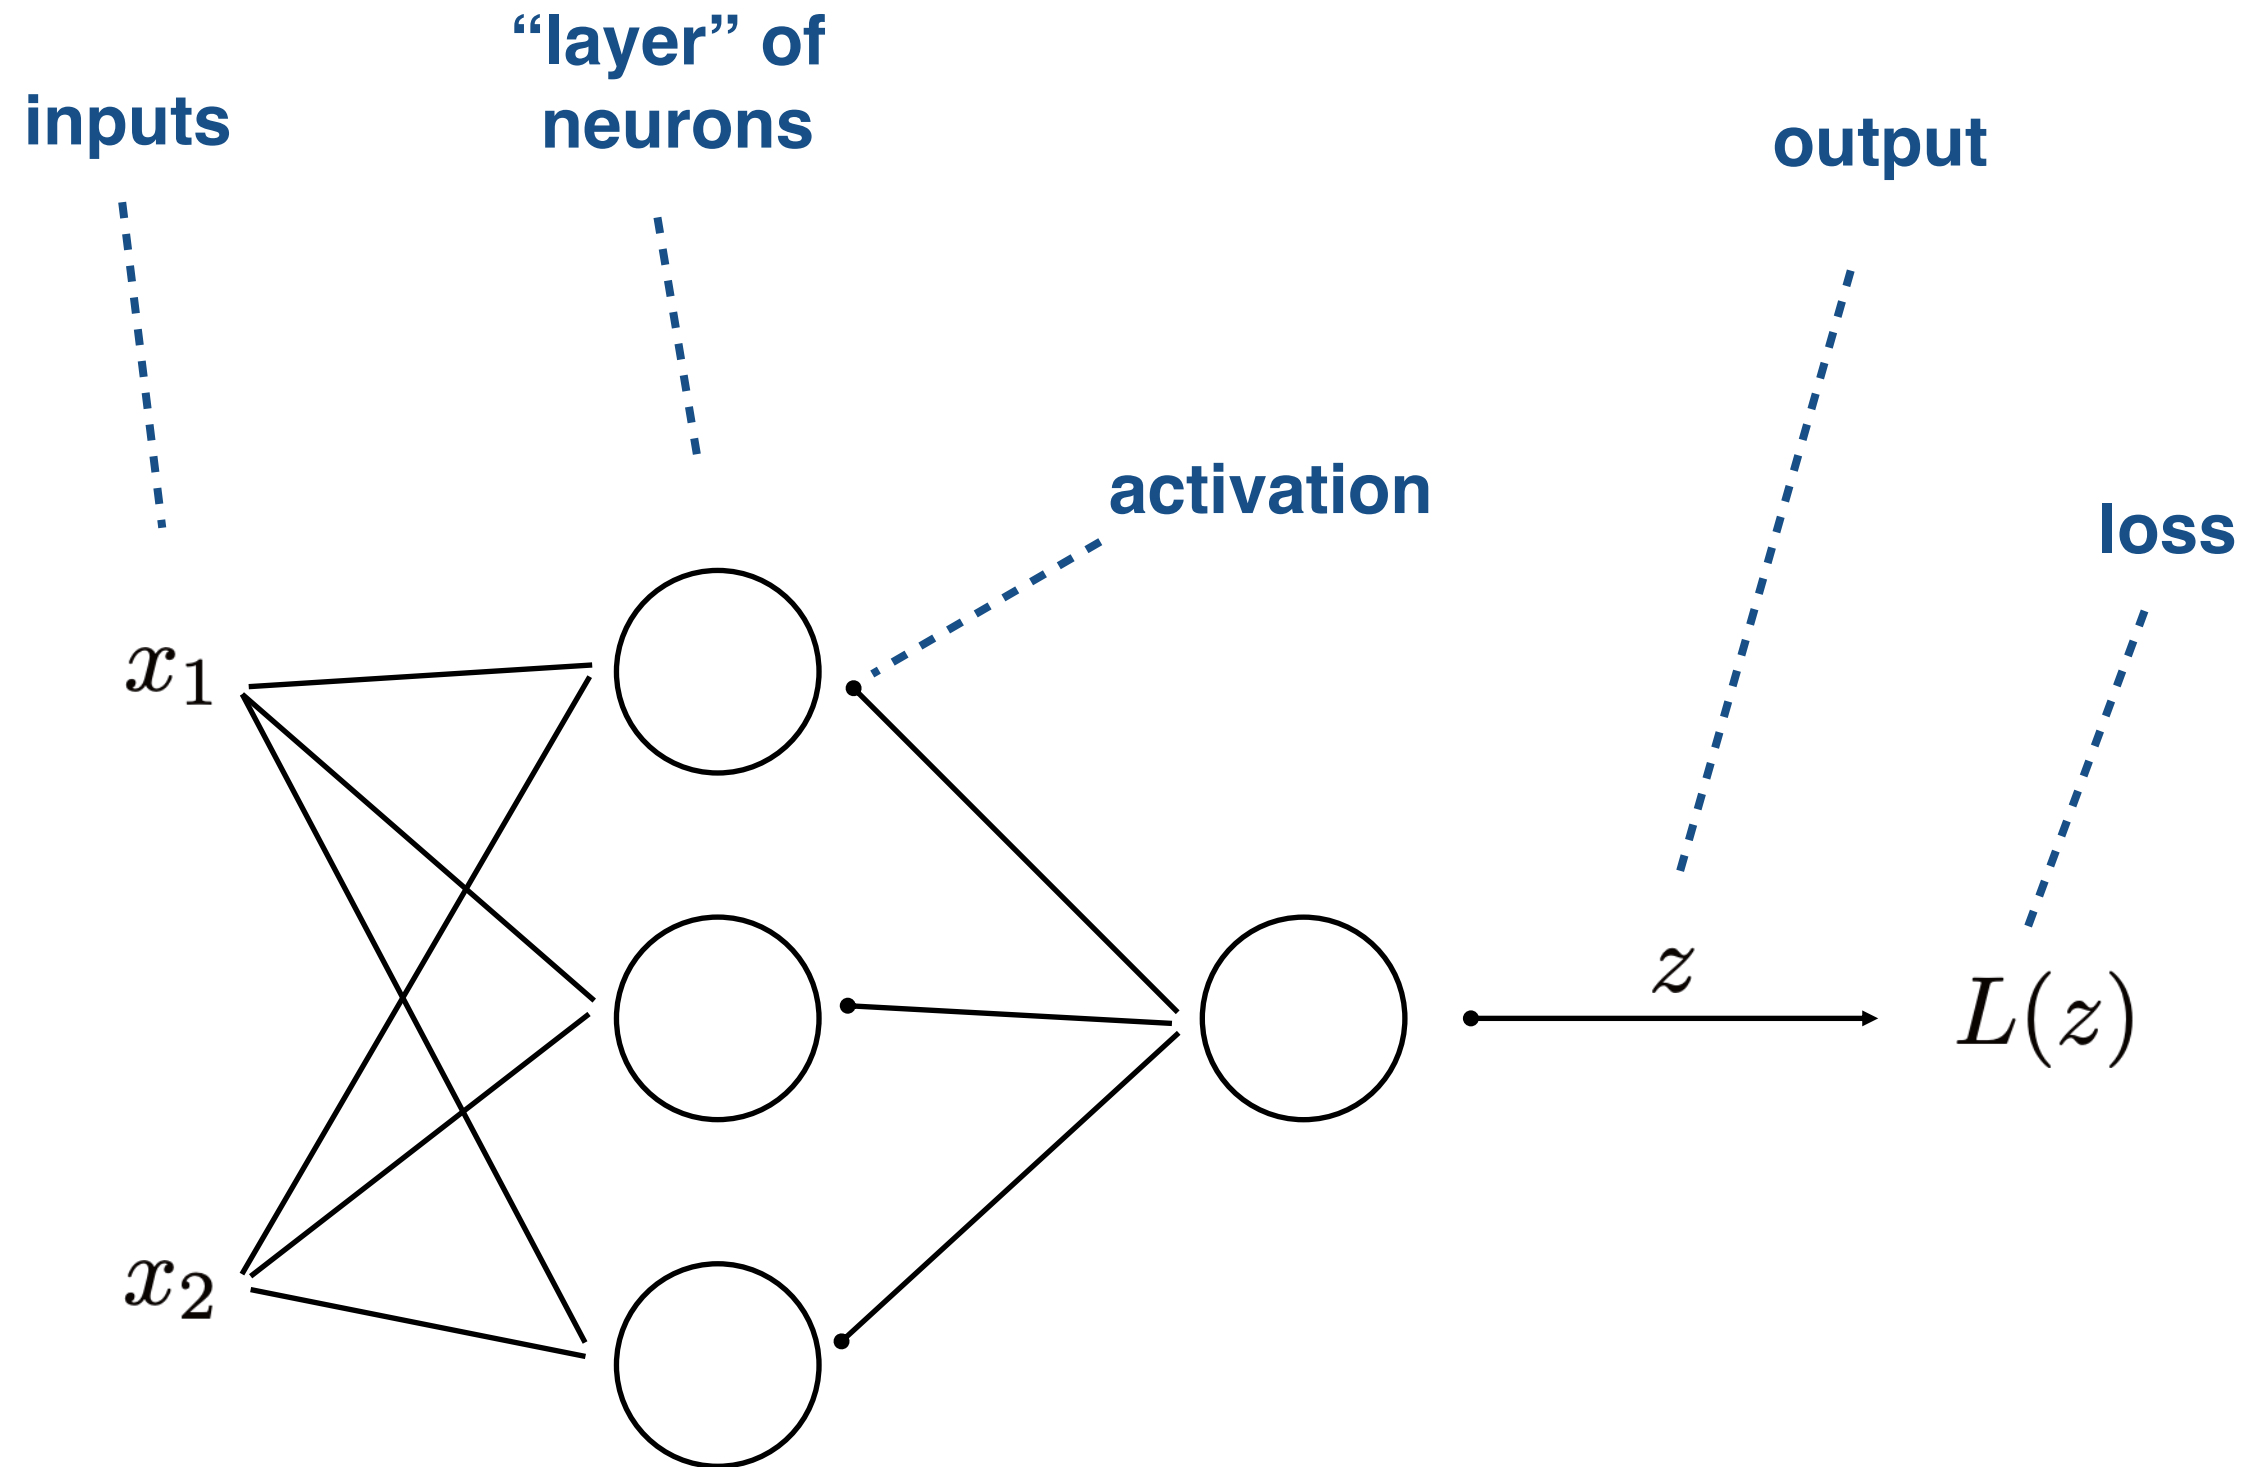 “layer” of
neurons
inputs
output
activation
loss
x₁
z
L(z)
x₂